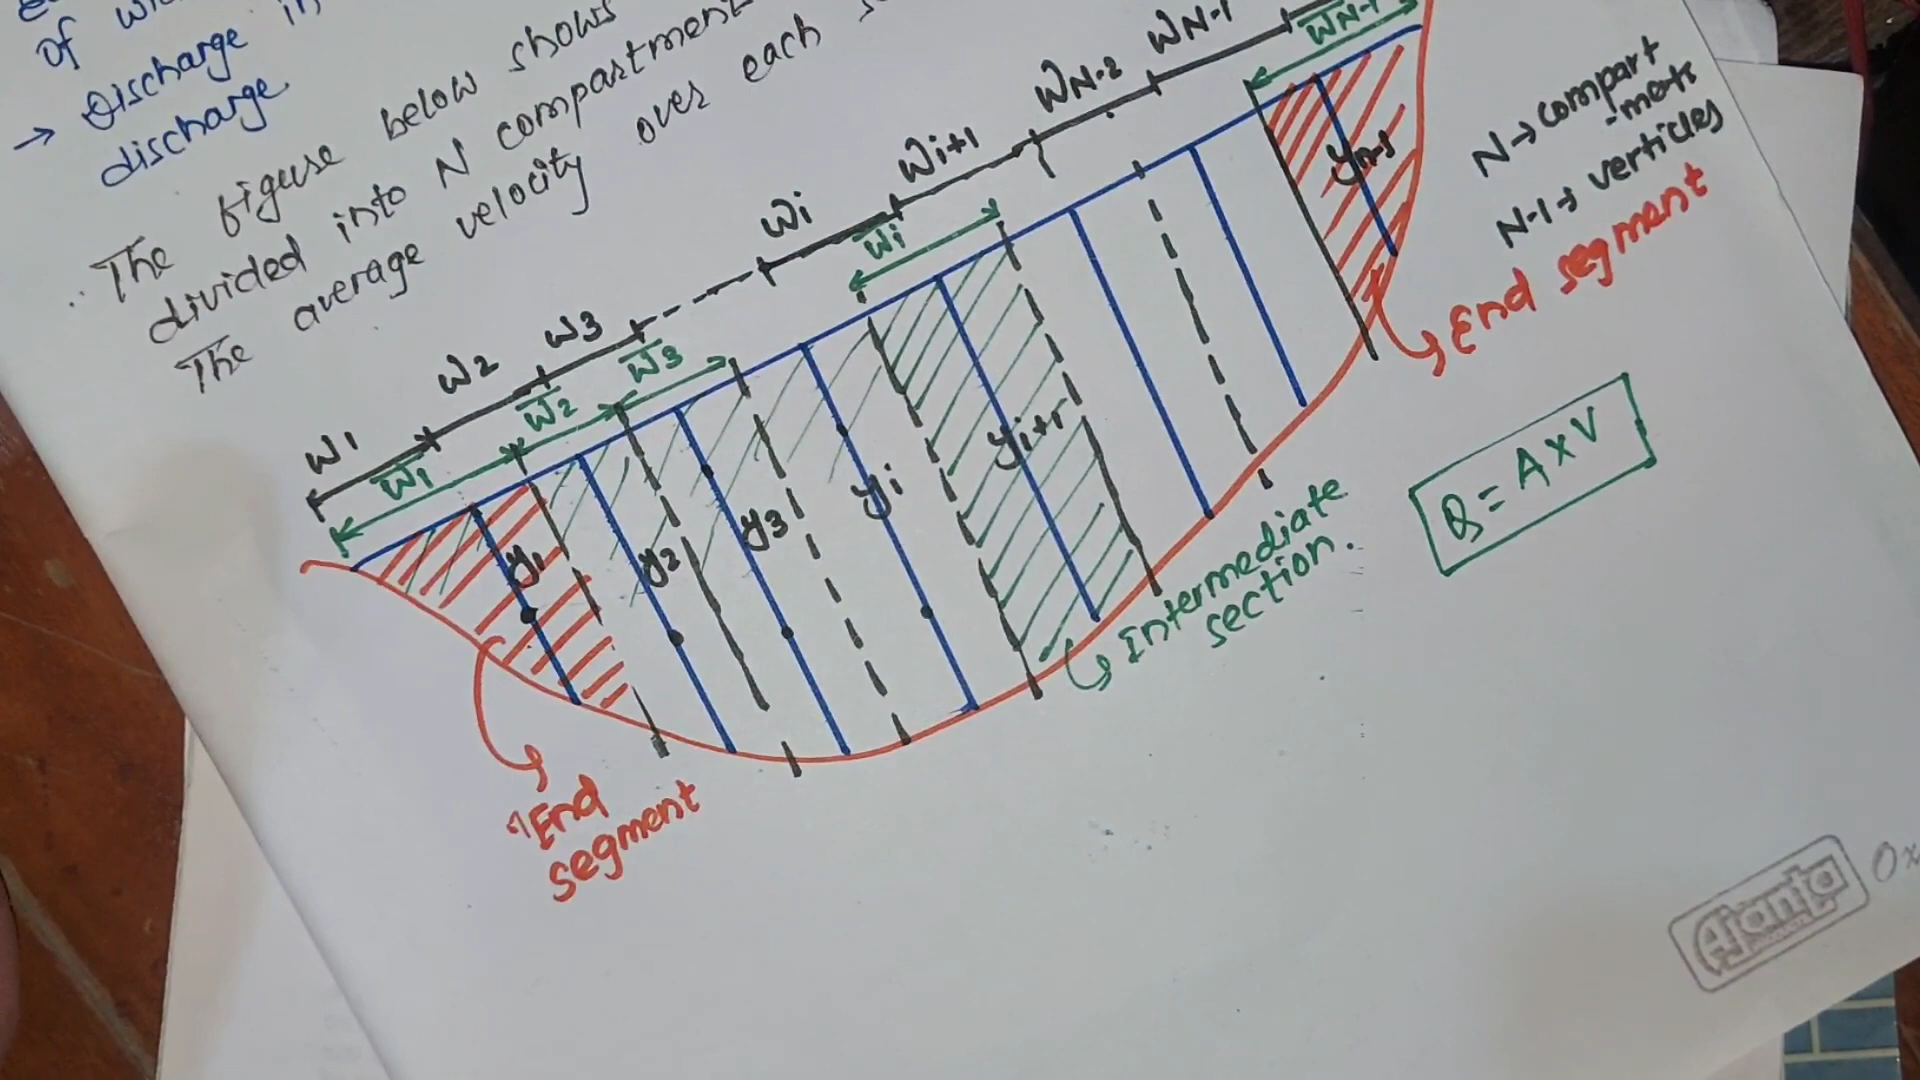 of
→ Discharge in
discharge
∴ The figure below shows
divided into N compartment
The average velocity over each
W1 W2 W3 Wi Wi+1 WN-2 WN-1
W̅1 W̅2 W̅3 W̅i W̅N-1
y1 y2 y3 yi yi+1 yn-1
N→ compart
-ments
N-1→ verticles
End segment
Q = A × V
Intermediate
section.
End
segment
Ajanta